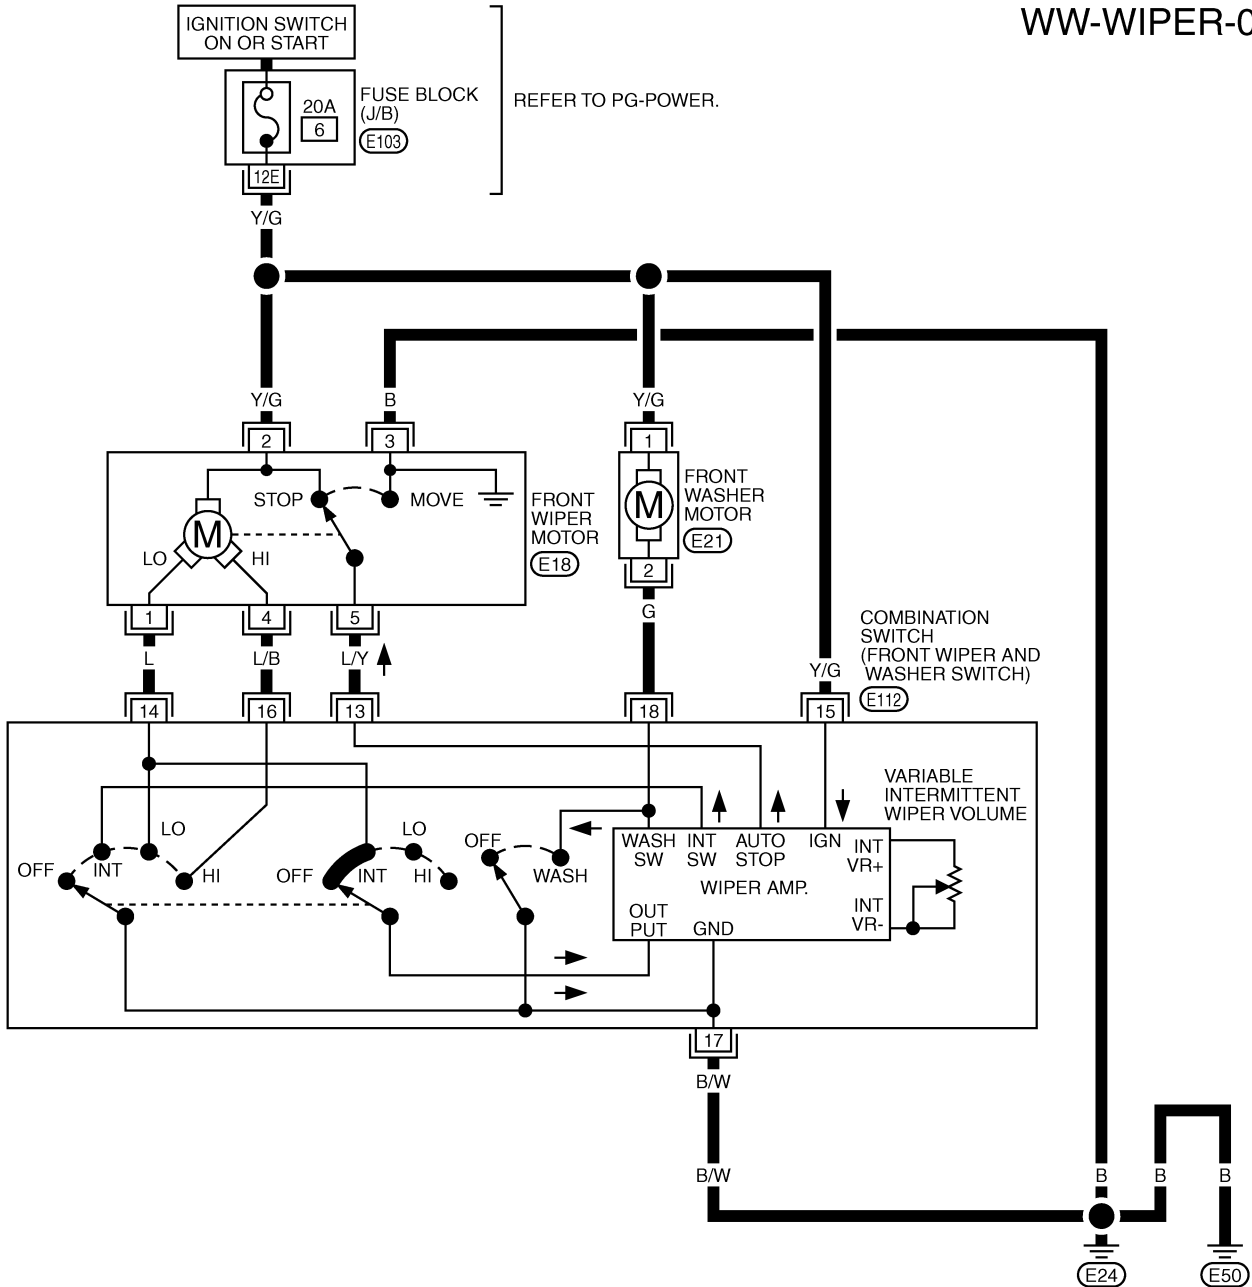 WW-WIPER-0
IGNITION SWITCH
ON OR START
20A
6
FUSE BLOCK
(J/B)
E103
REFER TO PG-POWER.
12E
Y/G
Y/G
B
Y/G
2
3
1
STOP
MOVE
M
LO
HI
FRONT
WIPER
MOTOR
E18
M
FRONT
WASHER
MOTOR
E21
2
1
4
5
G
L
L/B
L/Y
Y/G
COMBINATION
SWITCH
(FRONT WIPER AND
WASHER SWITCH)
E112
14
16
13
18
15
VARIABLE
INTERMITTENT
WIPER VOLUME
OFF
INT
LO
HI
OFF
INT
LO
HI
OFF
WASH
WASH
SW
INT
SW
AUTO
STOP
IGN
INT
VR+
WIPER AMP.
OUT
PUT
GND
INT
VR-
17
B/W
B/W
B
B
B
E24
E50